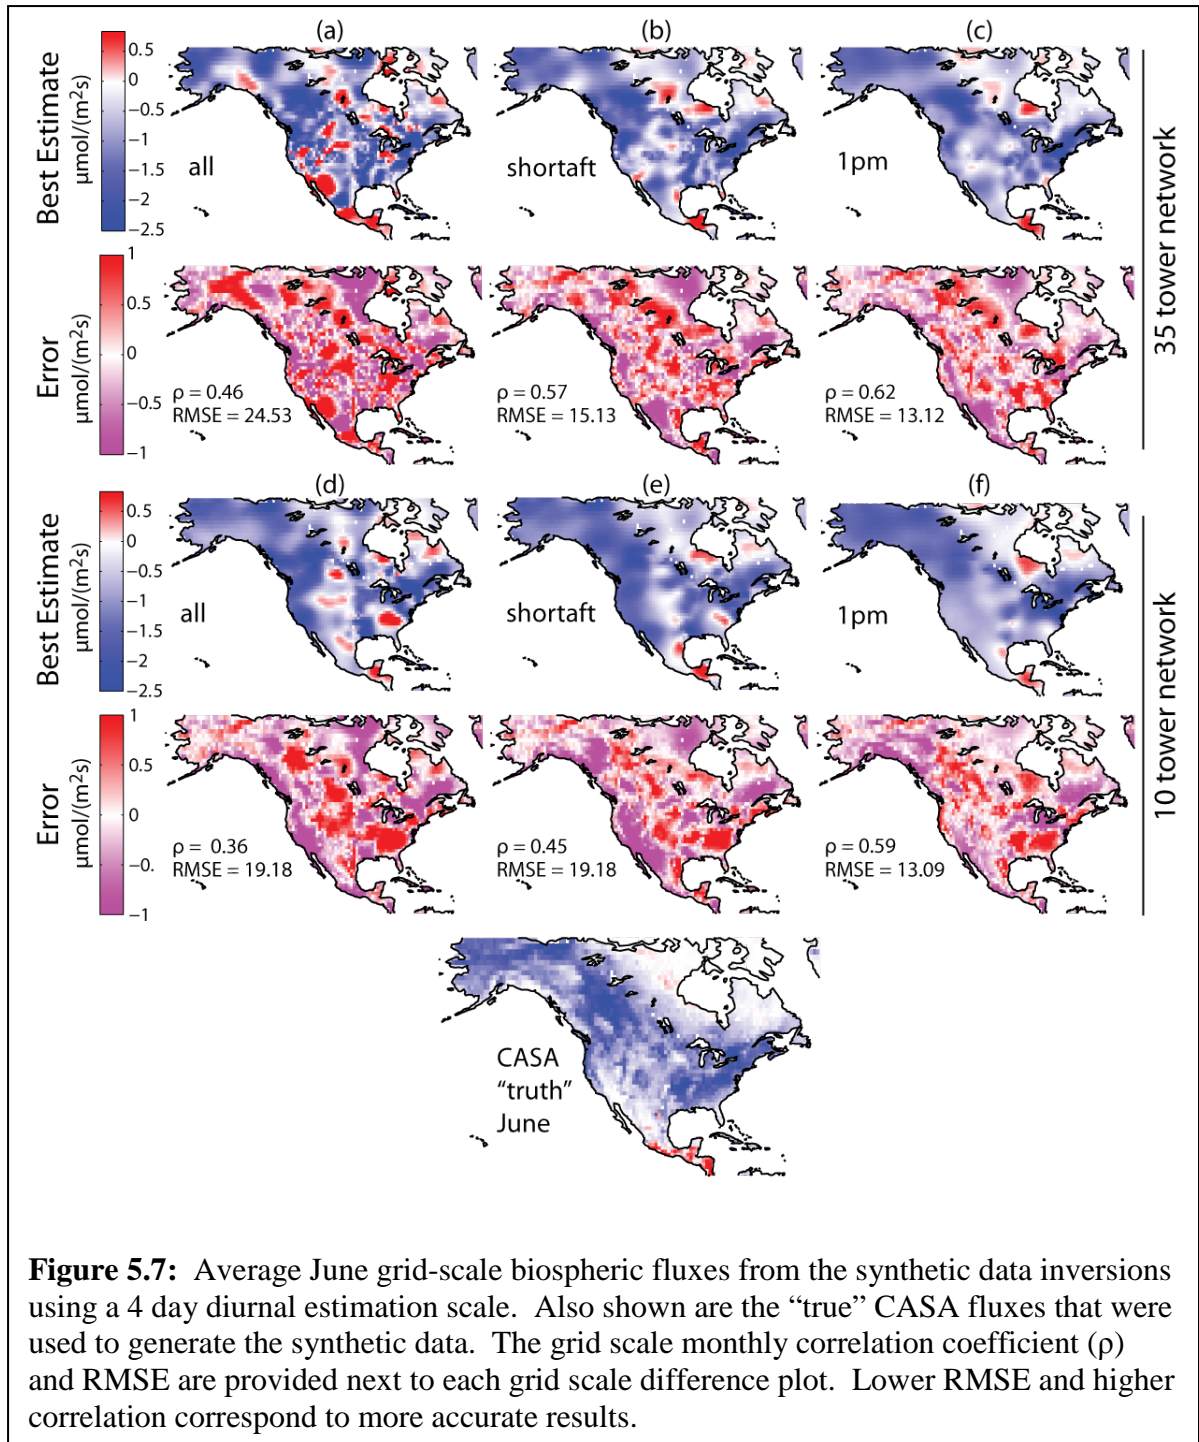 (a) (b) (c)
Best Estimate
µmol/(m²s)
0.5
0
−0.5
−1
−1.5
−2
−2.5
all
shortaft
1pm
35 tower network
Error
µmol/(m²s)
1
0.5
0
−0.5
−1
ρ = 0.46
RMSE = 24.53
ρ = 0.57
RMSE = 15.13
ρ = 0.62
RMSE = 13.12
(d) (e) (f)
Best Estimate
µmol/(m²s)
0.5
0
−0.5
−1
−1.5
−2
−2.5
all
shortaft
1pm
10 tower network
Error
µmol/(m²s)
1
0.5
0
−0.
−1
ρ = 0.36
RMSE = 19.18
ρ = 0.45
RMSE = 19.18
ρ = 0.59
RMSE = 13.09
CASA
“truth”
June
Figure 5.7: Average June grid-scale biospheric fluxes from the synthetic data inversions
using a 4 day diurnal estimation scale. Also shown are the “true” CASA fluxes that were
used to generate the synthetic data. The grid scale monthly correlation coefficient (ρ)
and RMSE are provided next to each grid scale difference plot. Lower RMSE and higher
correlation correspond to more accurate results.